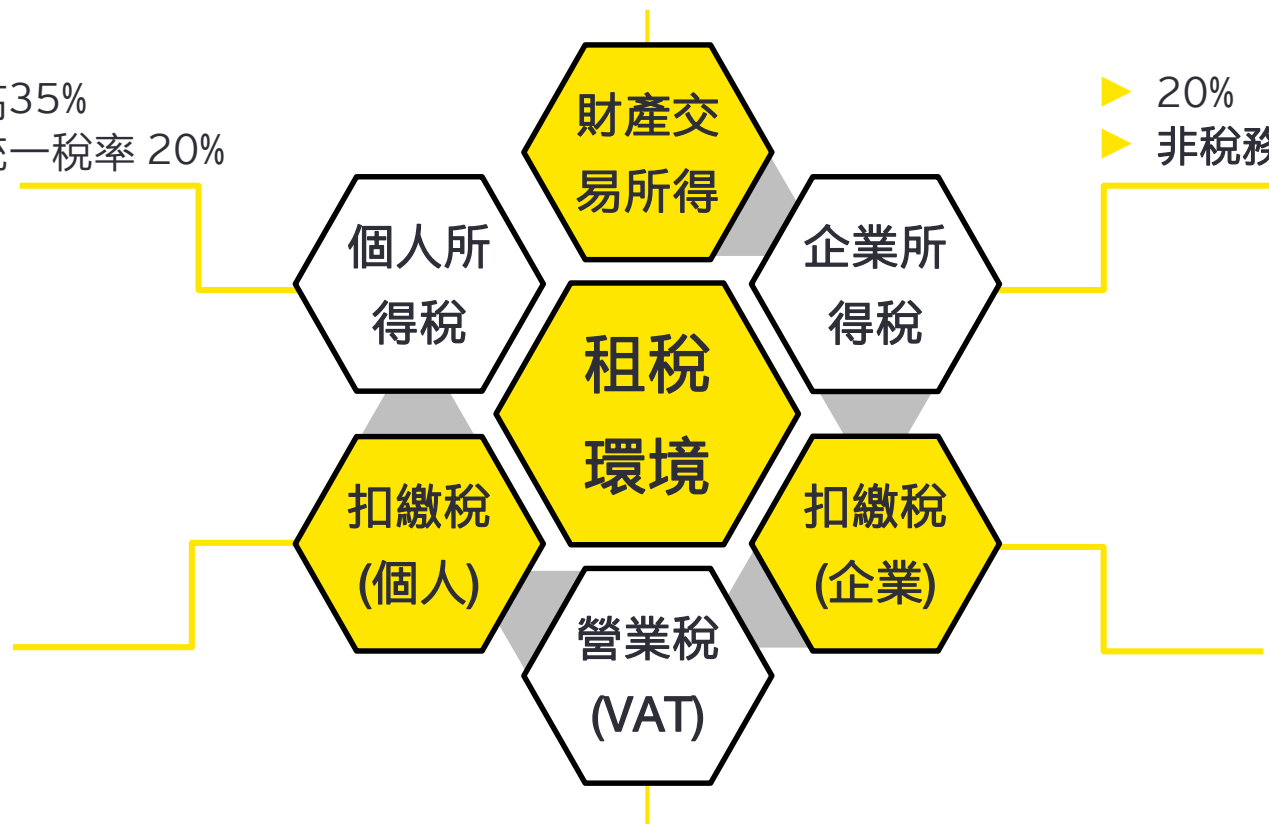 高35%
統一稅率 20%
20%
非稅務
財產交
易所得
個人所
得稅
企業所
得稅
租稅
環境
扣繳稅
(個人)
扣繳稅
(企業)
營業稅
(VAT)